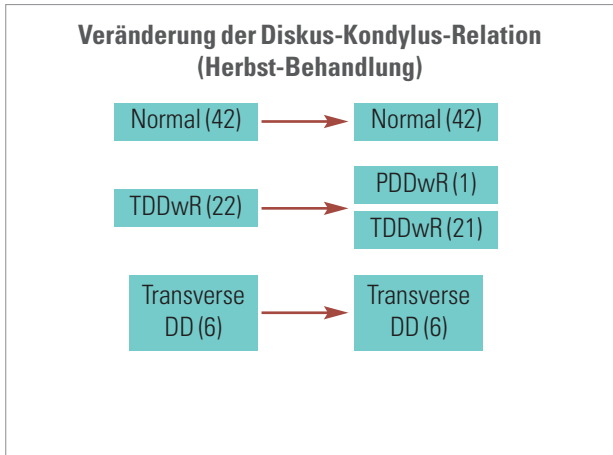 Veränderung der Diskus-Kondylus-Relation
(Herbst-Behandlung)
Normal (42)
Normal (42)
TDDwR (22)
PDDwR (1)
TDDwR (21)
Transverse
DD (6)
Transverse
DD (6)